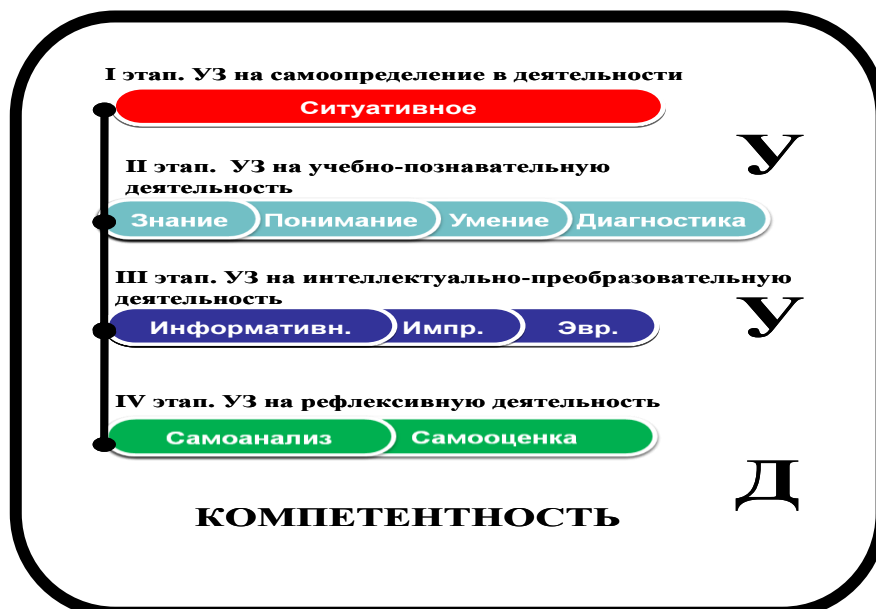 I этап. УЗ на самоопределение в деятельности
Ситуативное
У
II этап.  УЗ на учебно-познавательную
деятельность
Знание Понимание Умение Диагностика
III этап. УЗ на интеллектуально-преобразовательную
деятельность
У
Информативн. Импр. Эвр.
IV этап. УЗ на рефлексивную деятельность
Самоанализ Самооценка
Д
КОМПЕТЕНТНОСТЬ